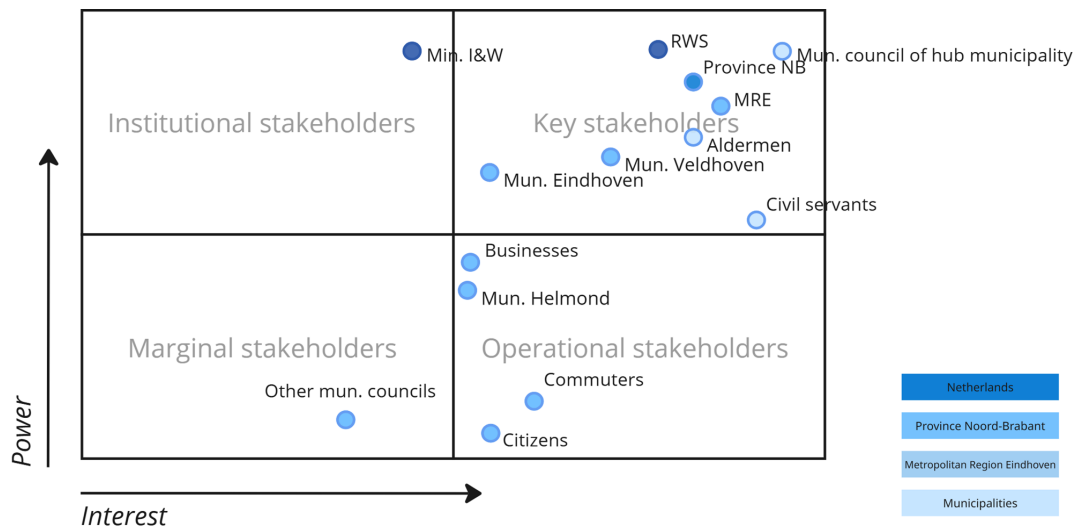 RWS
Min. I&W
Mun. council of hub municipality
Province NB
MRE
Institutional stakeholders
Key stakeholders
Aldermen
Mun. Veldhoven
Mun. Eindhoven
Civil servants
Businesses
Mun. Helmond
Marginal stakeholders
Operational stakeholders
Commuters
Other mun. councils
Citizens
Power
Interest
Netherlands
Province Noord-Brabant
Metropolitan Region Eindhoven
Municipalities